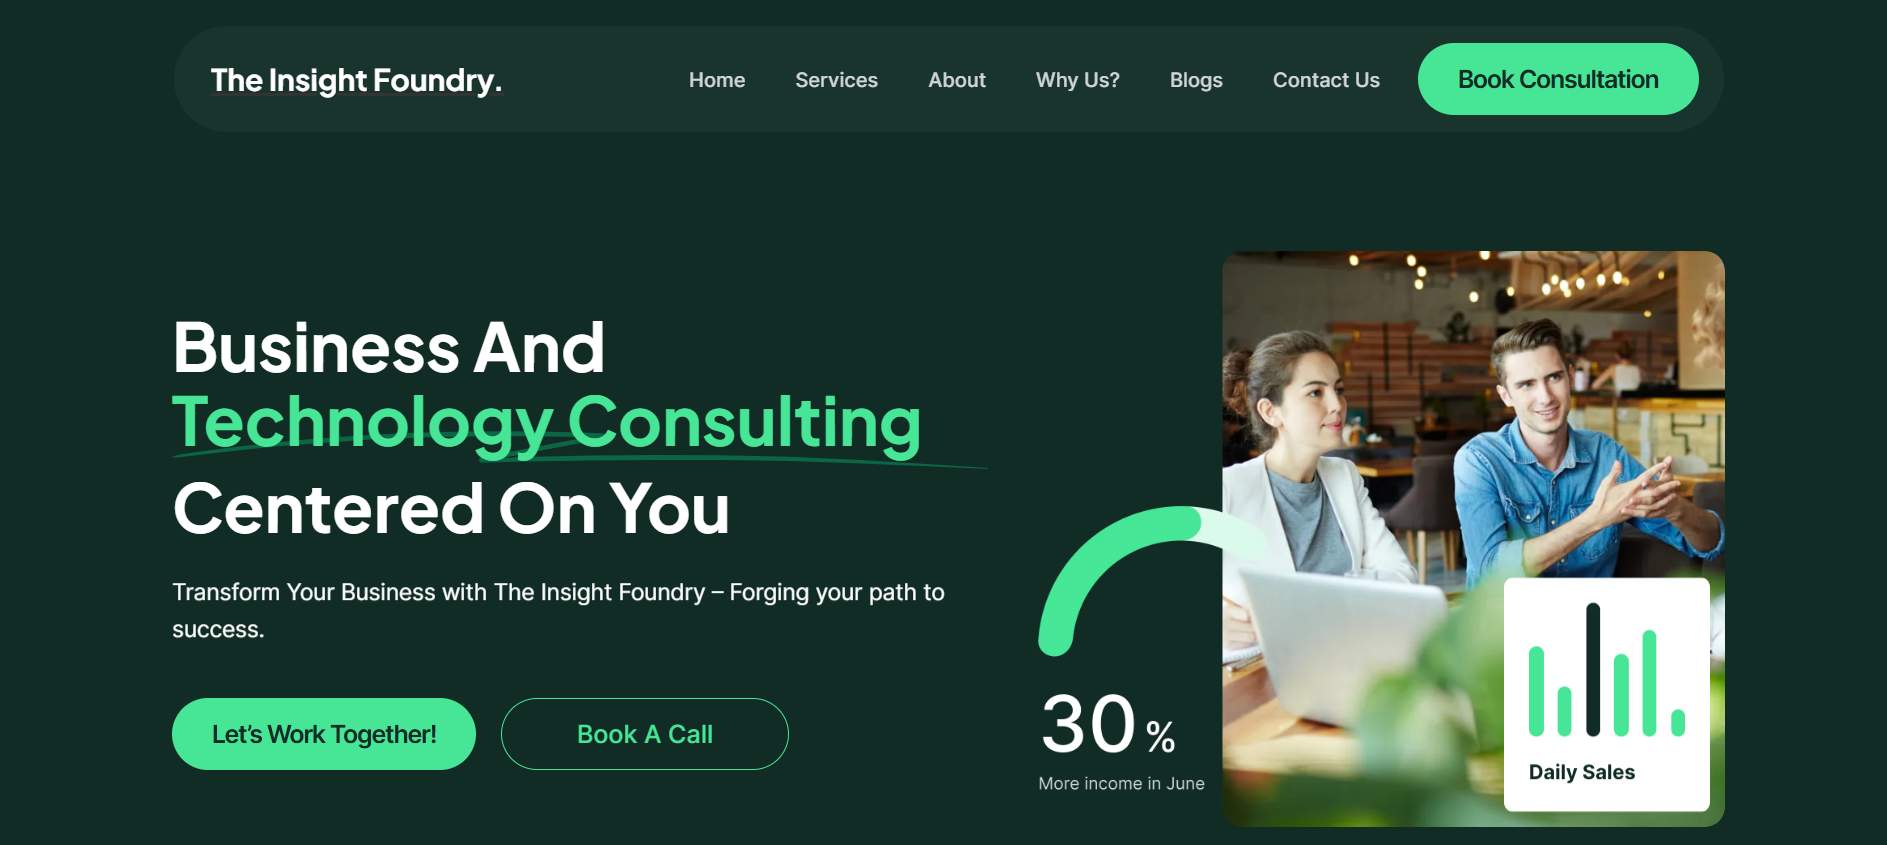 The Insight Foundry.
Home
Services
About
Why Us?
Blogs
Contact Us
Book Consultation
Business And
Technology Consulting
Centered On You
Transform Your Business with The Insight Foundry – Forging your path to
success.
Let's Work Together!
Book A Call
30 %
More income in June
Daily Sales